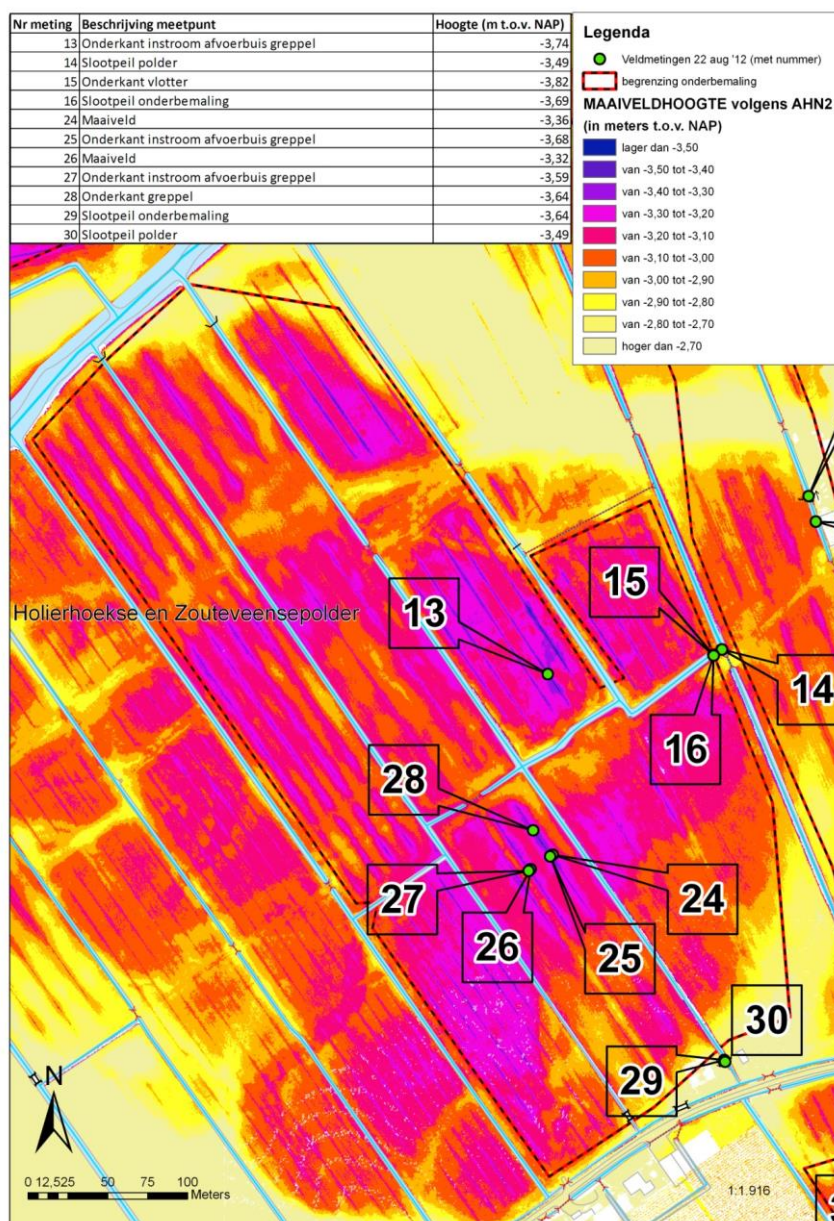 Nr meting Beschrijving meetpunt Hoogte (m t.o.v. NAP)
13 Onderkant instroom afvoerbuis greppel -3,74
14 Slootpeil polder -3,49
15 Onderkant vlotter -3,82
16 Slootpeil onderbemaling -3,69
24 Maaiveld -3,36
25 Onderkant instroom afvoerbuis greppel -3,68
26 Maaiveld -3,32
27 Onderkant instroom afvoerbuis greppel -3,59
28 Onderkant greppel -3,64
29 Slootpeil onderbemaling -3,64
30 Slootpeil polder -3,49
Legenda
Veldmetingen 22 aug '12 (met nummer)
begrenzing onderbemaling
MAAIVELDHOOGTE volgens AHN2
(in meters t.o.v. NAP)
lager dan -3,50
van -3,50 tot -3,40
van -3,40 tot -3,30
van -3,30 tot -3,20
van -3,20 tot -3,10
van -3,10 tot -3,00
van -3,00 tot -2,90
van -2,90 tot -2,80
van -2,80 tot -2,70
hoger dan -2,70
15
13
Holierhoekse en Zouteveensepolder
14
16
28
27
24
26
25
30
29
N
0 12,525 50 75 100
Meters
1:1.916